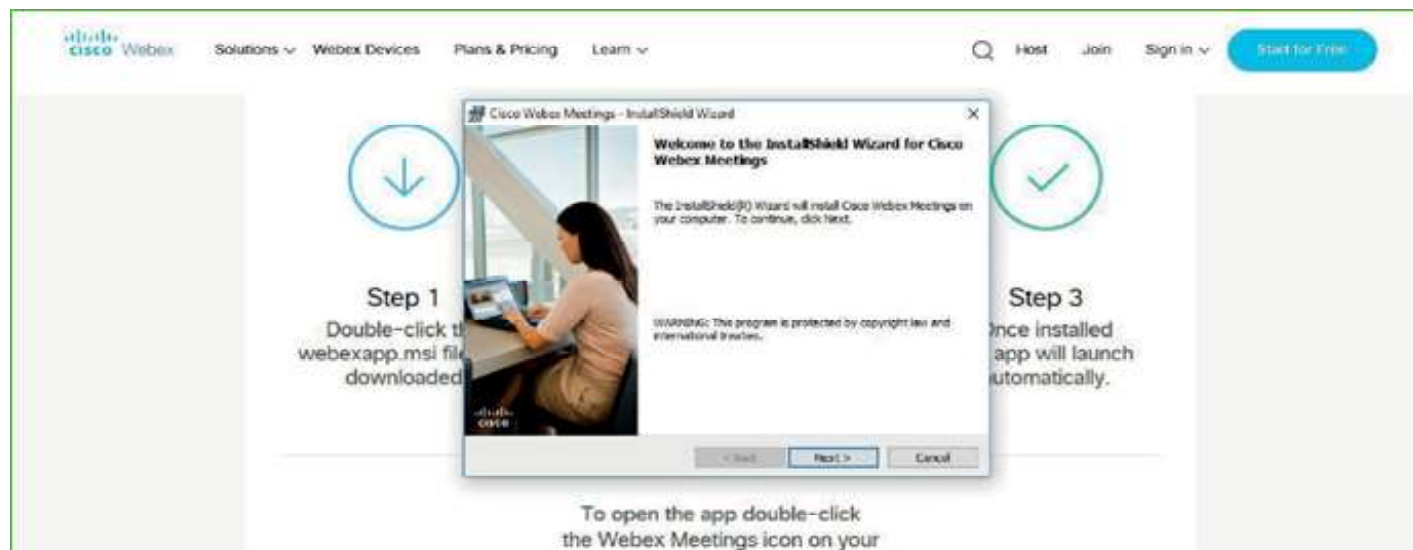 cisco Webex Solutions Webex Devices Plans & Pricing Learn Host Join Sign in Start for Free
Cisco Webex Meetings - InstallShield Wizard
Welcome to the InstallShield Wizard for Cisco
Webex Meetings
The InstallShield(R) Wizard will install Cisco Webex Meetings on
your computer. To continue, click Next.
WARNING: This program is protected by copyright law and
international treaties.
cisco
< Back Next > Cancel
Step 1
Double-click
webexapp.msi
downloaded
Step 3
Once installed
app will launch
automatically.
To open the app double-click
the Webex Meetings icon on your